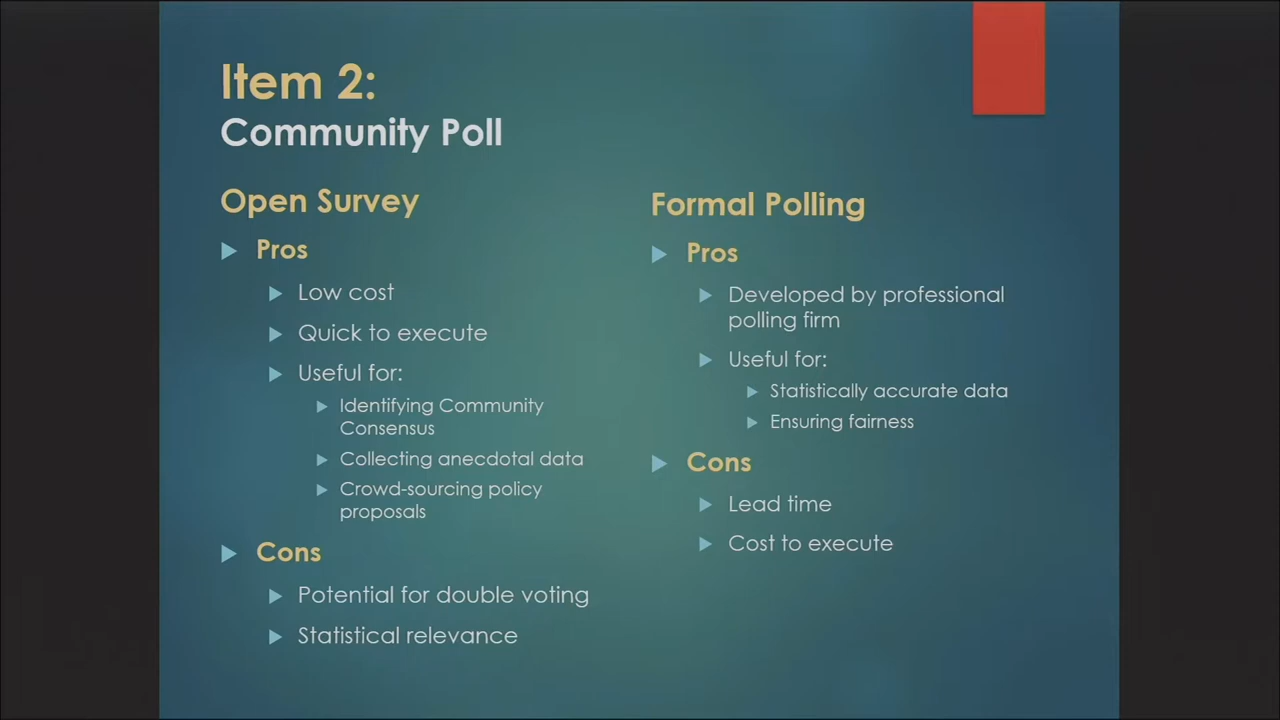 Item 2:
Community Poll
Open Survey
Pros
Low cost
Quick to execute
Useful for:
Identifying Community
Consensus
Collecting anecdotal data
Crowd-sourcing policy
proposals
Cons
Potential for double voting
Statistical relevance
Formal Polling
Pros
Developed by professional
polling firm
Useful for:
Statistically accurate data
Ensuring fairness
Cons
Lead time
Cost to execute